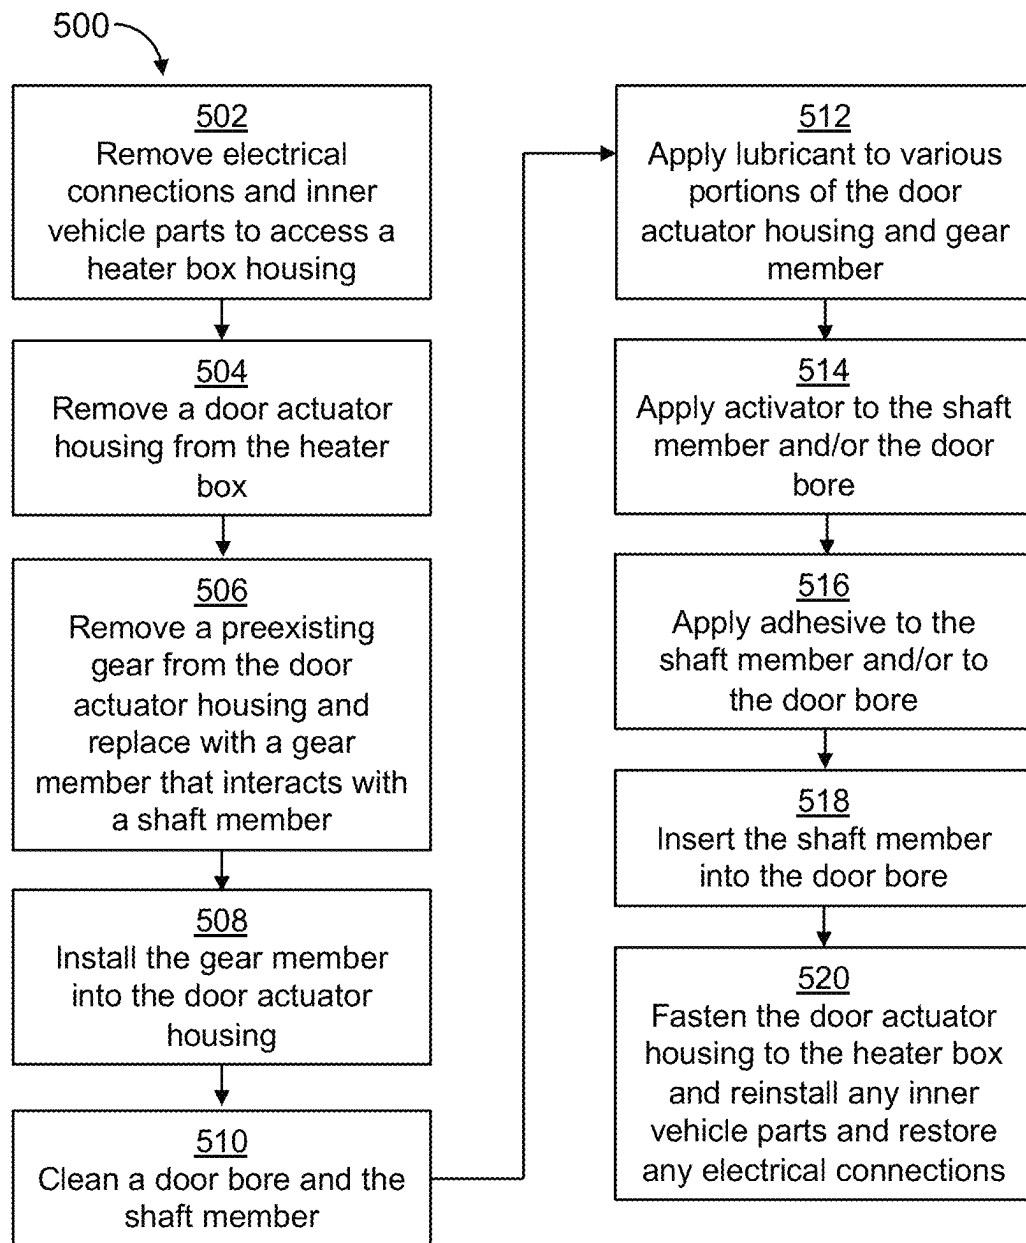 500
502
Remove electrical
connections and inner
vehicle parts to access a
heater box housing
504
Remove a door actuator
housing from the heater
box
506
Remove a preexisting
gear from the door
actuator housing and
replace with a gear
member that interacts with
a shaft member
508
Install the gear member
into the door actuator
housing
510
Clean a door bore and the
shaft member
512
Apply lubricant to various
portions of the door
actuator housing and gear
member
514
Apply activator to the shaft
member and/or the door
bore
516
Apply adhesive to the
shaft member and/or to
the door bore
518
Insert the shaft member
into the door bore
520
Fasten the door actuator
housing to the heater box
and reinstall any inner
vehicle parts and restore
any electrical connections